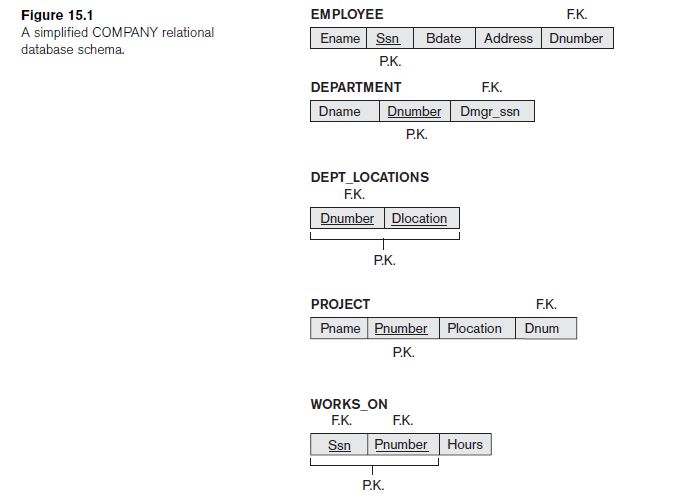 Figure 15.1
A simplified COMPANY relational
database schema.
EMPLOYEE F.K.
Ename Ssn Bdate Address Dnumber
P.K.
DEPARTMENT F.K.
Dname Dnumber Dmgr_ssn
P.K.
DEPT_LOCATIONS
F.K.
Dnumber Dlocation
P.K.
PROJECT F.K.
Pname Pnumber Plocation Dnum
P.K.
WORKS_ON
F.K. F.K.
Ssn Pnumber Hours
P.K.